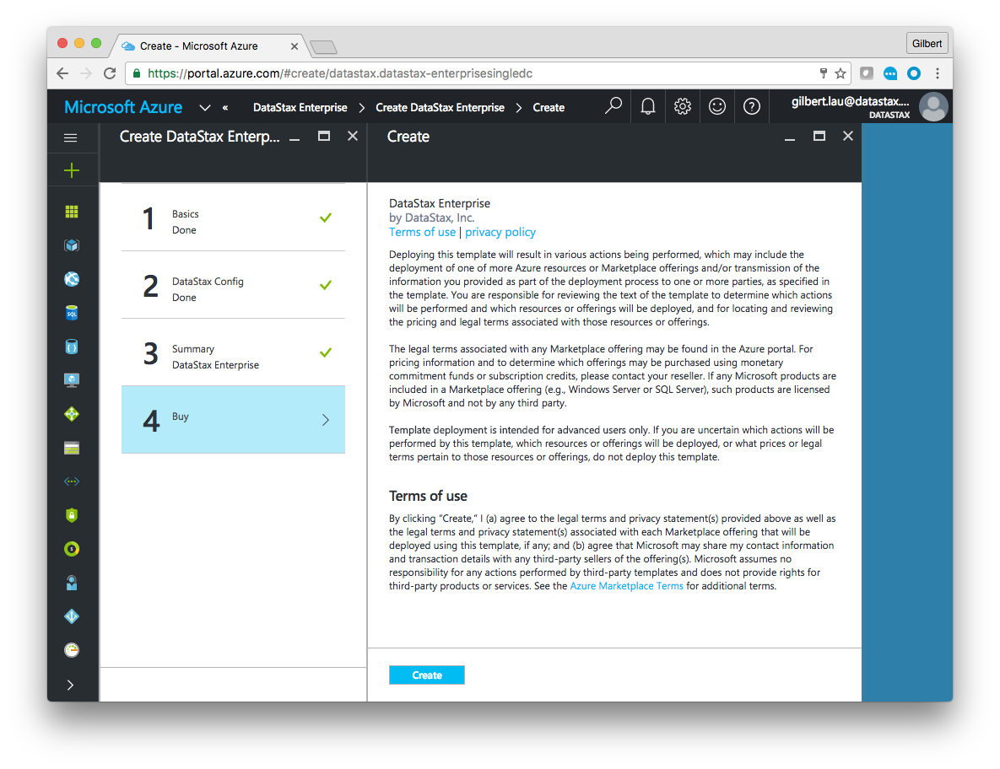 Create - Microsoft Azure
Gilbert
https://portal.azure.com/#create/datastax.datastax-enterprisesingledc
Microsoft Azure
«
DataStax Enterprise > Create DataStax Enterprise > Create
gilbert.lau@datastax....
DATASTAX
Create DataStax Enterp...
Create
1
Basics
Done
2
DataStax Config
Done
3
Summary
DataStax Enterprise
4
Buy
DataStax Enterprise
by DataStax, Inc.
Terms of use | privacy policy
Deploying this template will result in various actions being performed, which may include the
deployment of one of more Azure resources or Marketplace offerings and/or transmission of the
information you provided as part of the deployment process to one or more parties, as specified in
the template. You are responsible for reviewing the text of the template to determine which actions
will be performed and which resources or offerings will be deployed, and for locating and reviewing
the pricing and legal terms associated with those resources or offerings.
The legal terms associated with any Marketplace offering may be found in the Azure portal. For
pricing information and to determine which offerings may be purchased using monetary
commitment funds or subscription credits, please contact your reseller. If any Microsoft products are
included in a Marketplace offering (e.g., Windows Server or SQL Server), such products are licensed
by Microsoft and not by any third party.
Template deployment is intended for advanced users only. If you are uncertain which actions will be
performed by this template, which resources or offerings will be deployed, or what prices or legal
terms pertain to those resources or offerings, do not deploy this template.
Terms of use
By clicking “Create,” I (a) agree to the legal terms and privacy statement(s) provided above as well as
the legal terms and privacy statement(s) associated with each Marketplace offering that will be
deployed using this template, if any; and (b) agree that Microsoft may share my contact information
and transaction details with any third-party sellers of the offering(s). Microsoft assumes no
responsibility for any actions performed by third-party templates and does not provide rights for
third-party products or services. See the Azure Marketplace Terms for additional terms.
Create
SQL